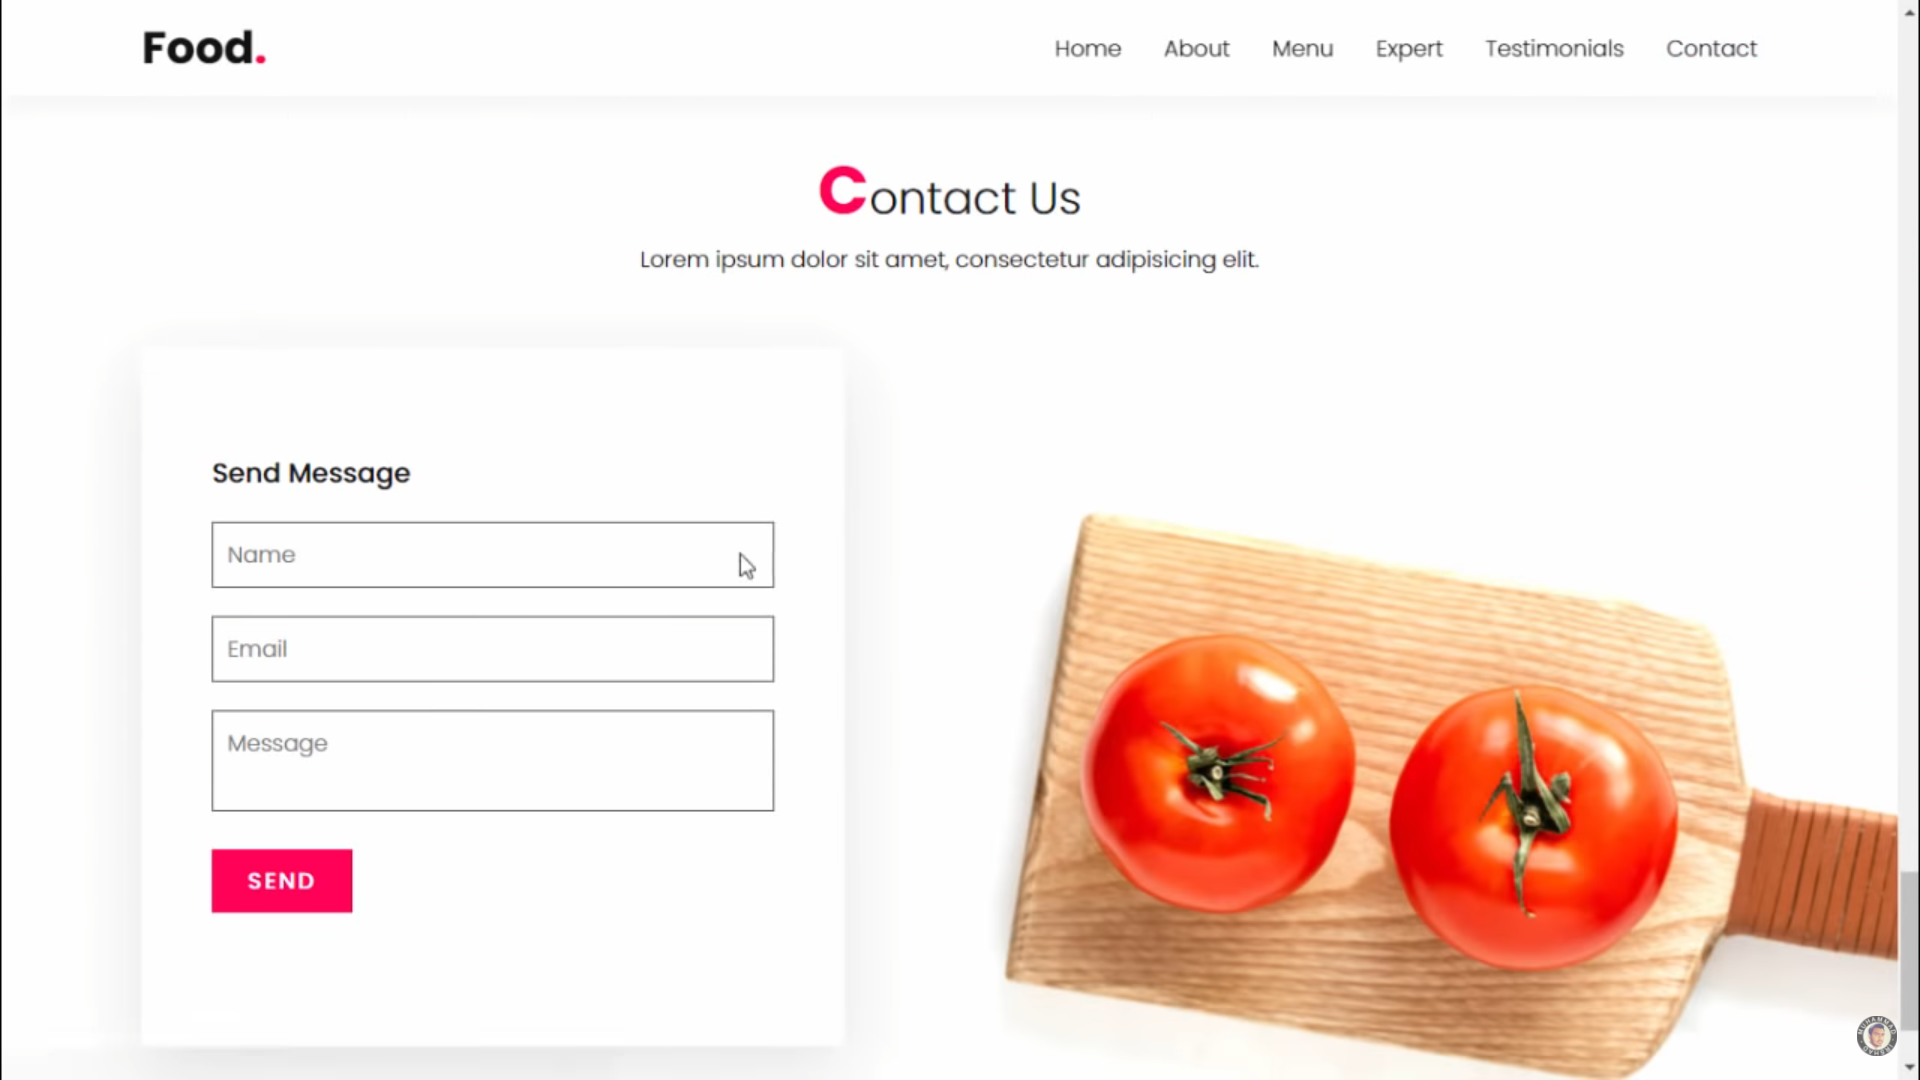 Food.
Home About Menu Expert Testimonials Contact
Contact Us
Lorem ipsum dolor sit amet, consectetur adipisicing elit.
Send Message
Name
Email
Message
SEND